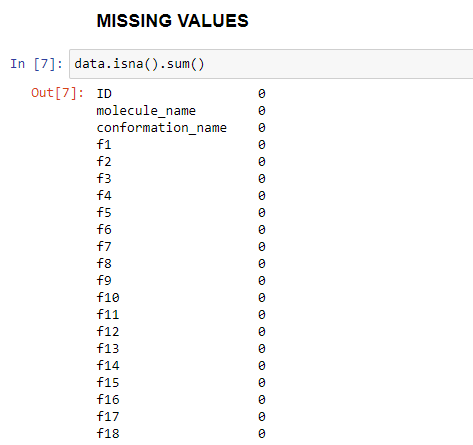 MISSING VALUES
In [7]: data.isna().sum()
Out[7]: ID 0
molecule_name 0
conformation_name 0
f1 0
f2 0
f3 0
f4 0
f5 0
f6 0
f7 0
f8 0
f9 0
f10 0
f11 0
f12 0
f13 0
f14 0
f15 0
f16 0
f17 0
f18 0